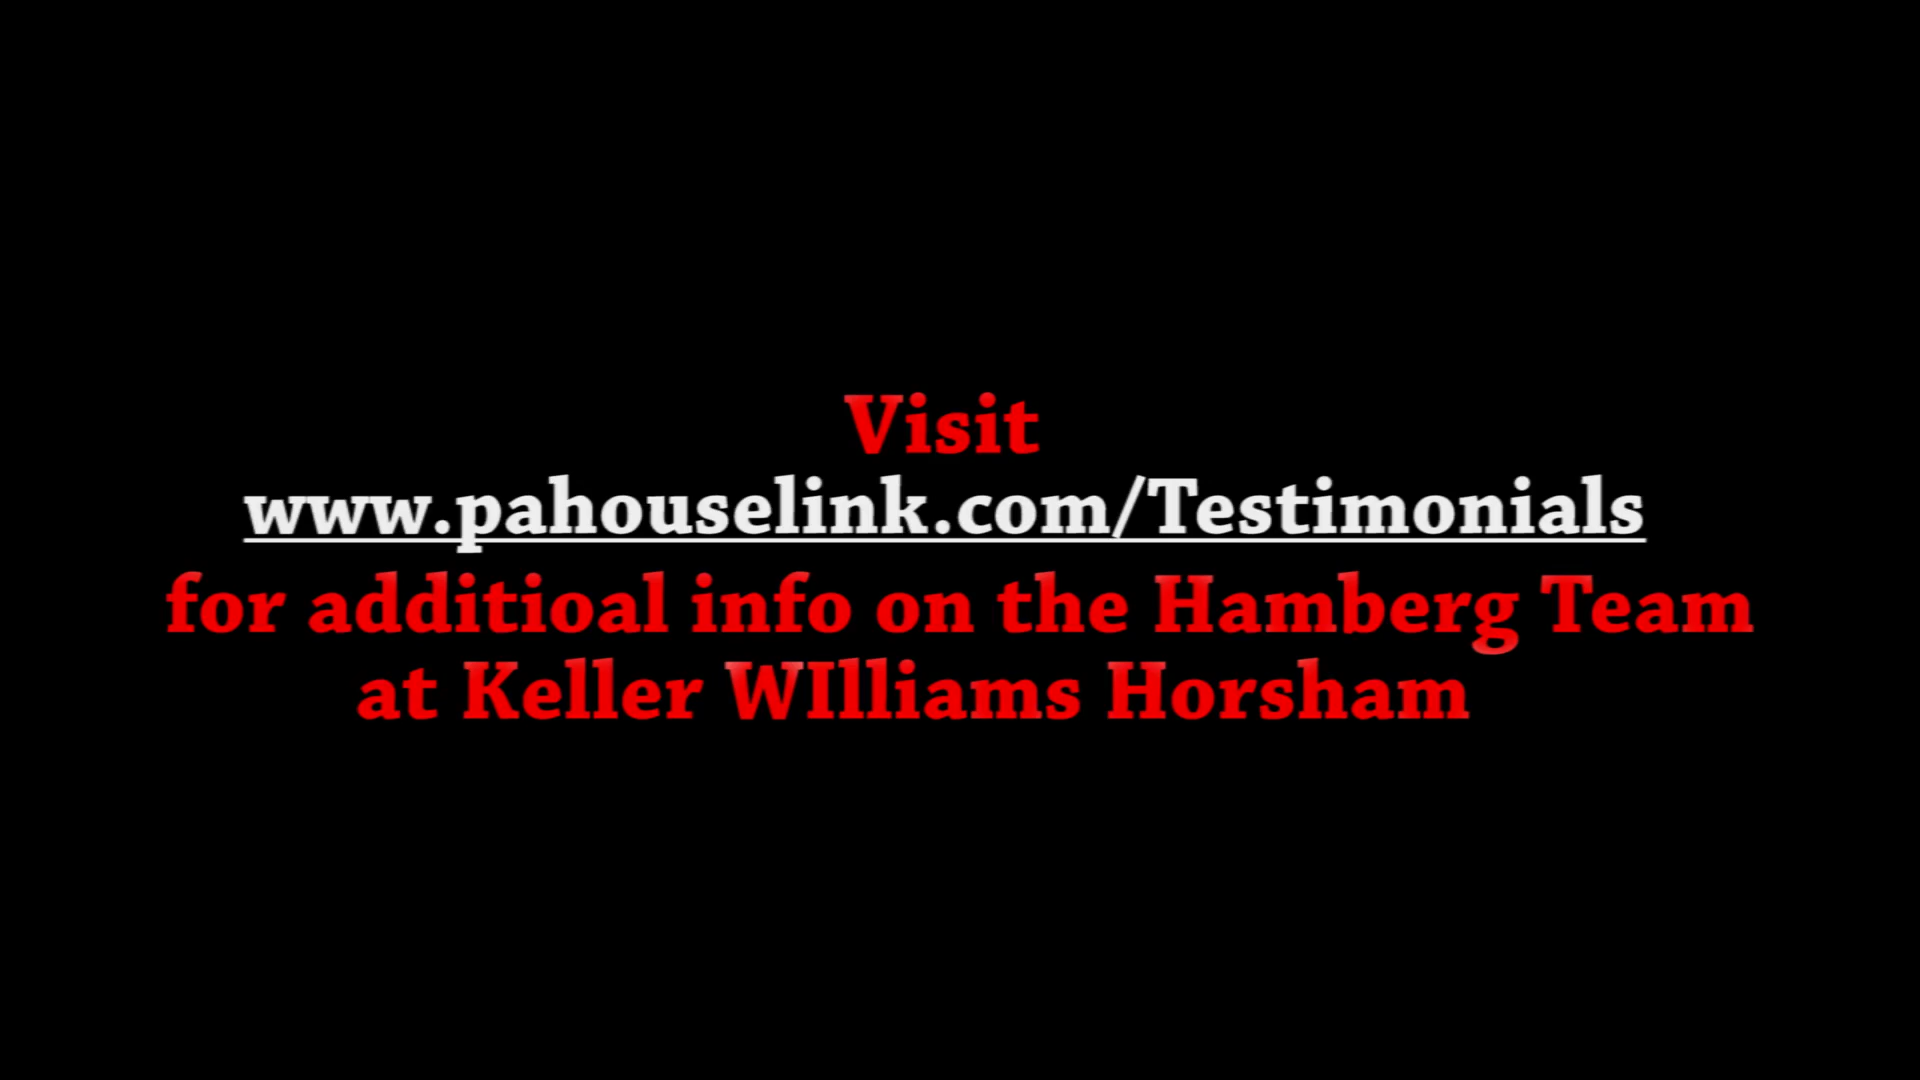 Visit
www.pahouselink.com/Testimonials
for additioal info on the Hamberg Team
at Keller WIlliams Horsham